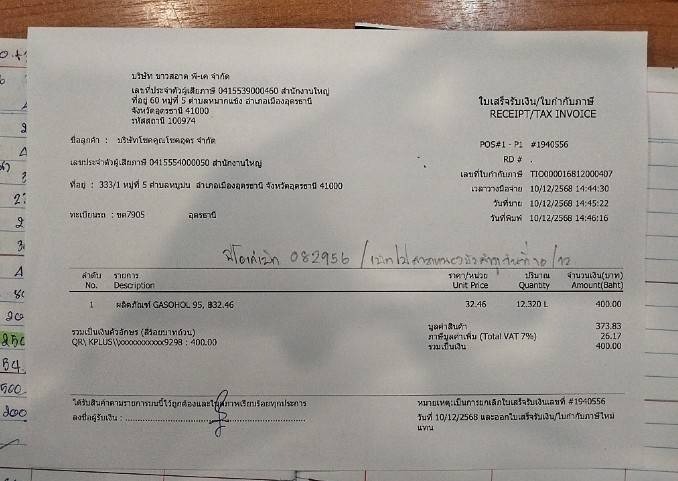 บริษัท ขาวสอาด พี-เค จำกัด
เลขที่ประจำตัวผู้เสียภาษี 0415539000460 สำนักงานใหญ่
ที่อยู่ 60 หมู่ที่ 5 ตำบลหมากแข้ง อำเภอเมืองอุดรธานี
จังหวัดอุดรธานี 41000
รหัสสถานี 100974
ใบเสร็จรับเงิน/ใบกำกับภาษี
RECEIPT/TAX INVOICE
ชื่อลูกค้า : บริษัทโชคคูณโชคอุดร จำกัด
POS#1 - P1 #1940556
RD # .
เลขประจำตัวผู้เสียภาษี 0415554000050 สำนักงานใหญ่
เลขที่ใบกำกับภาษี TIO000016812000407
ที่อยู่ : 333/1 หมู่ที่ 5 ตำบลหมูม่น อำเภอเมืองอุดรธานี จังหวัดอุดรธานี 41000
เวลาวางมือจ่าย 10/12/2568 14:44:30
วันที่ขาย 10/12/2568 14:45:22
ทะเบียนรถ : ขด7905 อุดรธานี
วันที่พิมพ์ 10/12/2568 14:46:16
082956 /
ลำดับ รายการ ราคา/หน่วย ปริมาณ จำนวนเงิน(บาท)
No. Description Unit Price Quantity Amount(Baht)
1 ผลิตภัณฑ์ GASOHOL 95, ฿32.46 32.46 12.320 L 400.00
มูลค่าสินค้า 373.83
รวมเป็นเงินตัวอักษร (สี่ร้อยบาทถ้วน)
ภาษีมูลค่าเพิ่ม (Total VAT 7%) 26.17
QR\ KPLUS\\xxxxxxxxxxx9298 : 400.00
รวมเป็นเงิน 400.00
ได้รับสินค้าตามรายการบนนี้ไว้ถูกต้องและในสภาพเรียบร้อยทุกประการ
หมายเหตุ:เป็นการยกเลิกใบเสร็จรับเงินเลขที่ #1940556
ลงชื่อผู้รับเงิน :
วันที่ 10/12/2568 และออกใบเสร็จรับเงิน/ใบกำกับภาษีใหม่
แทน
250
54
500
200